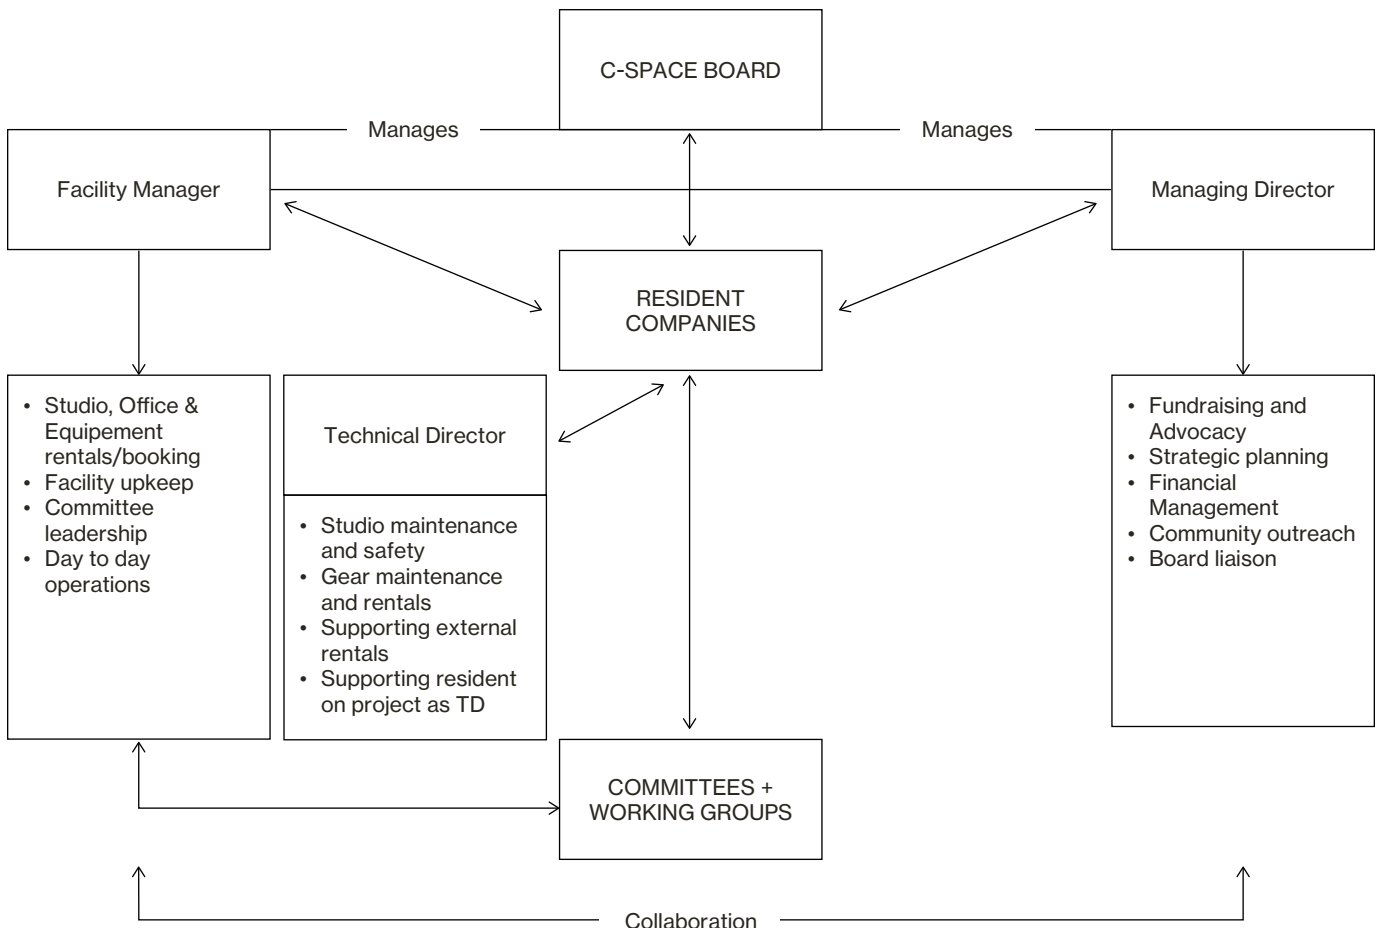 C-SPACE BOARD
Manages
Manages
Facility Manager
Managing Director
RESIDENT
COMPANIES
• Studio, Office &
Equipement
rentals/booking
• Facility upkeep
• Committee
leadership
• Day to day
operations
Technical Director
• Studio maintenance
and safety
• Gear maintenance
and rentals
• Supporting external
rentals
• Supporting resident
on project as TD
• Fundraising and
Advocacy
• Strategic planning
• Financial
Management
• Community outreach
• Board liaison
COMMITTEES +
WORKING GROUPS
Collaboration